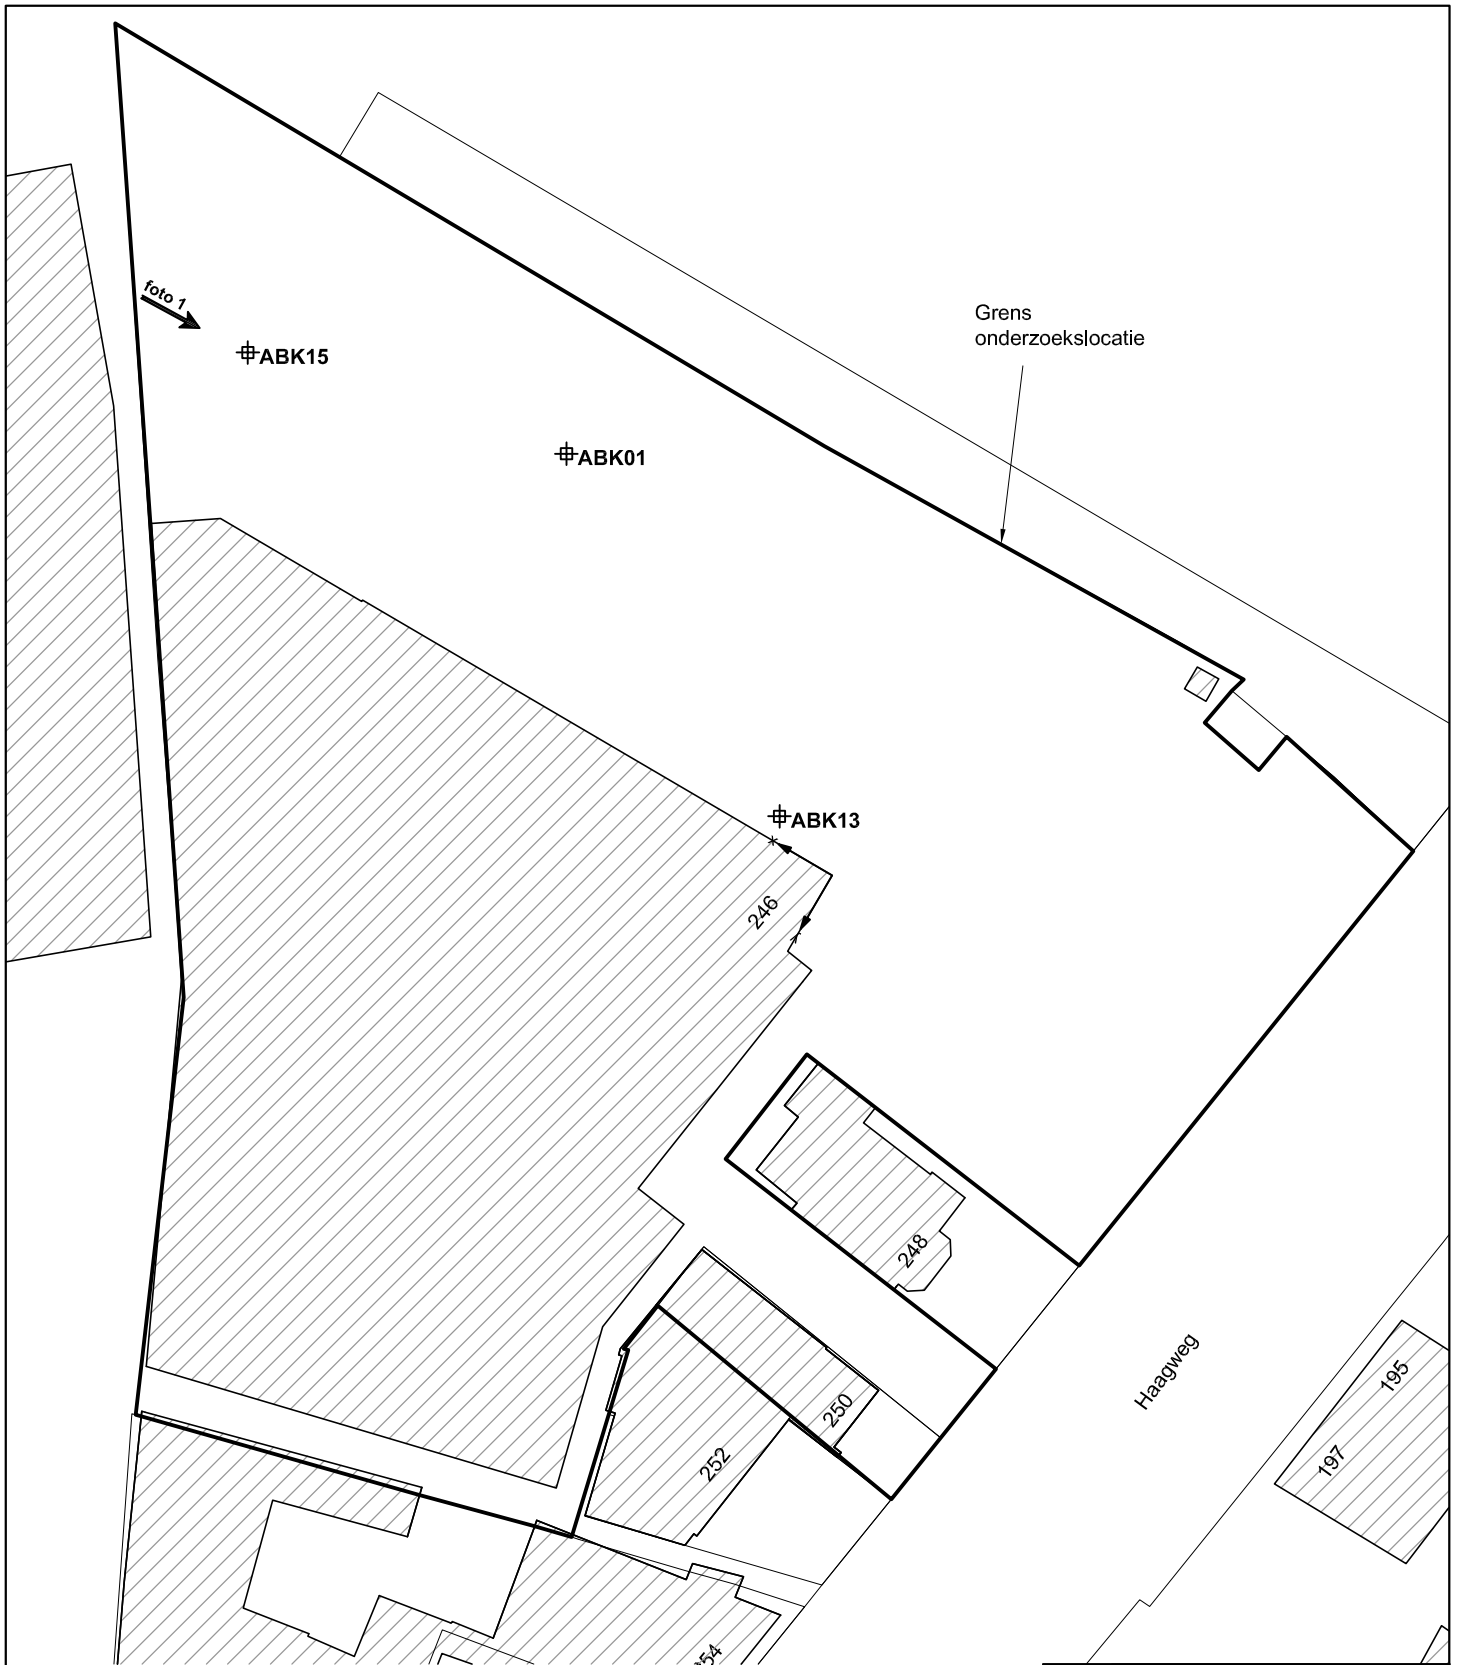 Grens
onderzoekslocatie
foto 1
ABK15
ABK01
ABK13
246
248
Haagweg
195
250
197
252